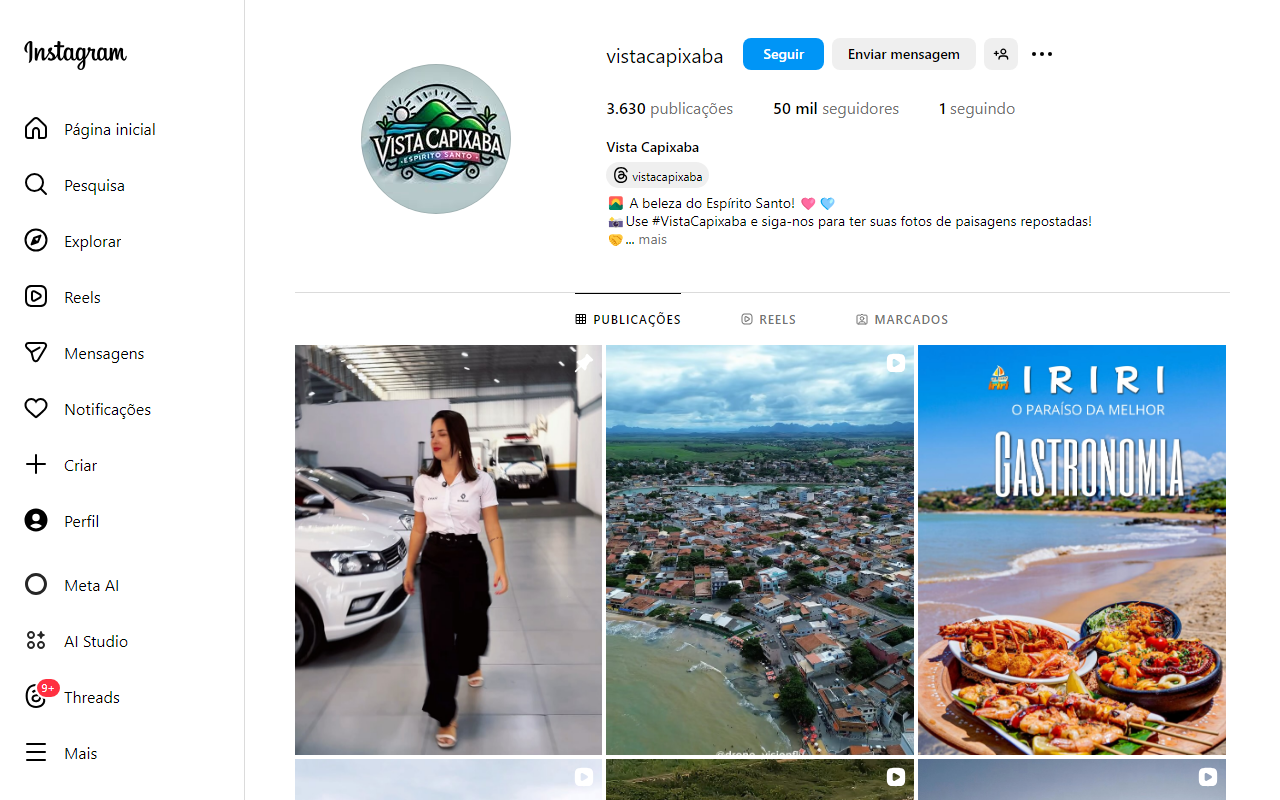 Instagram
Página inicial
Pesquisa
Explorar
Reels
Mensagens
Notificações
Criar
Perfil
Meta AI
AI Studio
9+
Threads
Mais
VISTA CAPIXABA
ESPIRITO SANTO
vistacapixaba
Seguir
Enviar mensagem
3.630 publicações
50 mil seguidores
1 seguindo
Vista Capixaba
vistacapixaba
A beleza do Espírito Santo!
Use #VistaCapixaba e siga-nos para ter suas fotos de paisagens repostadas!
... mais
PUBLICAÇÕES
REELS
MARCADOS
IRIRI
O PARAÍSO DA MELHOR
GASTRONOMIA